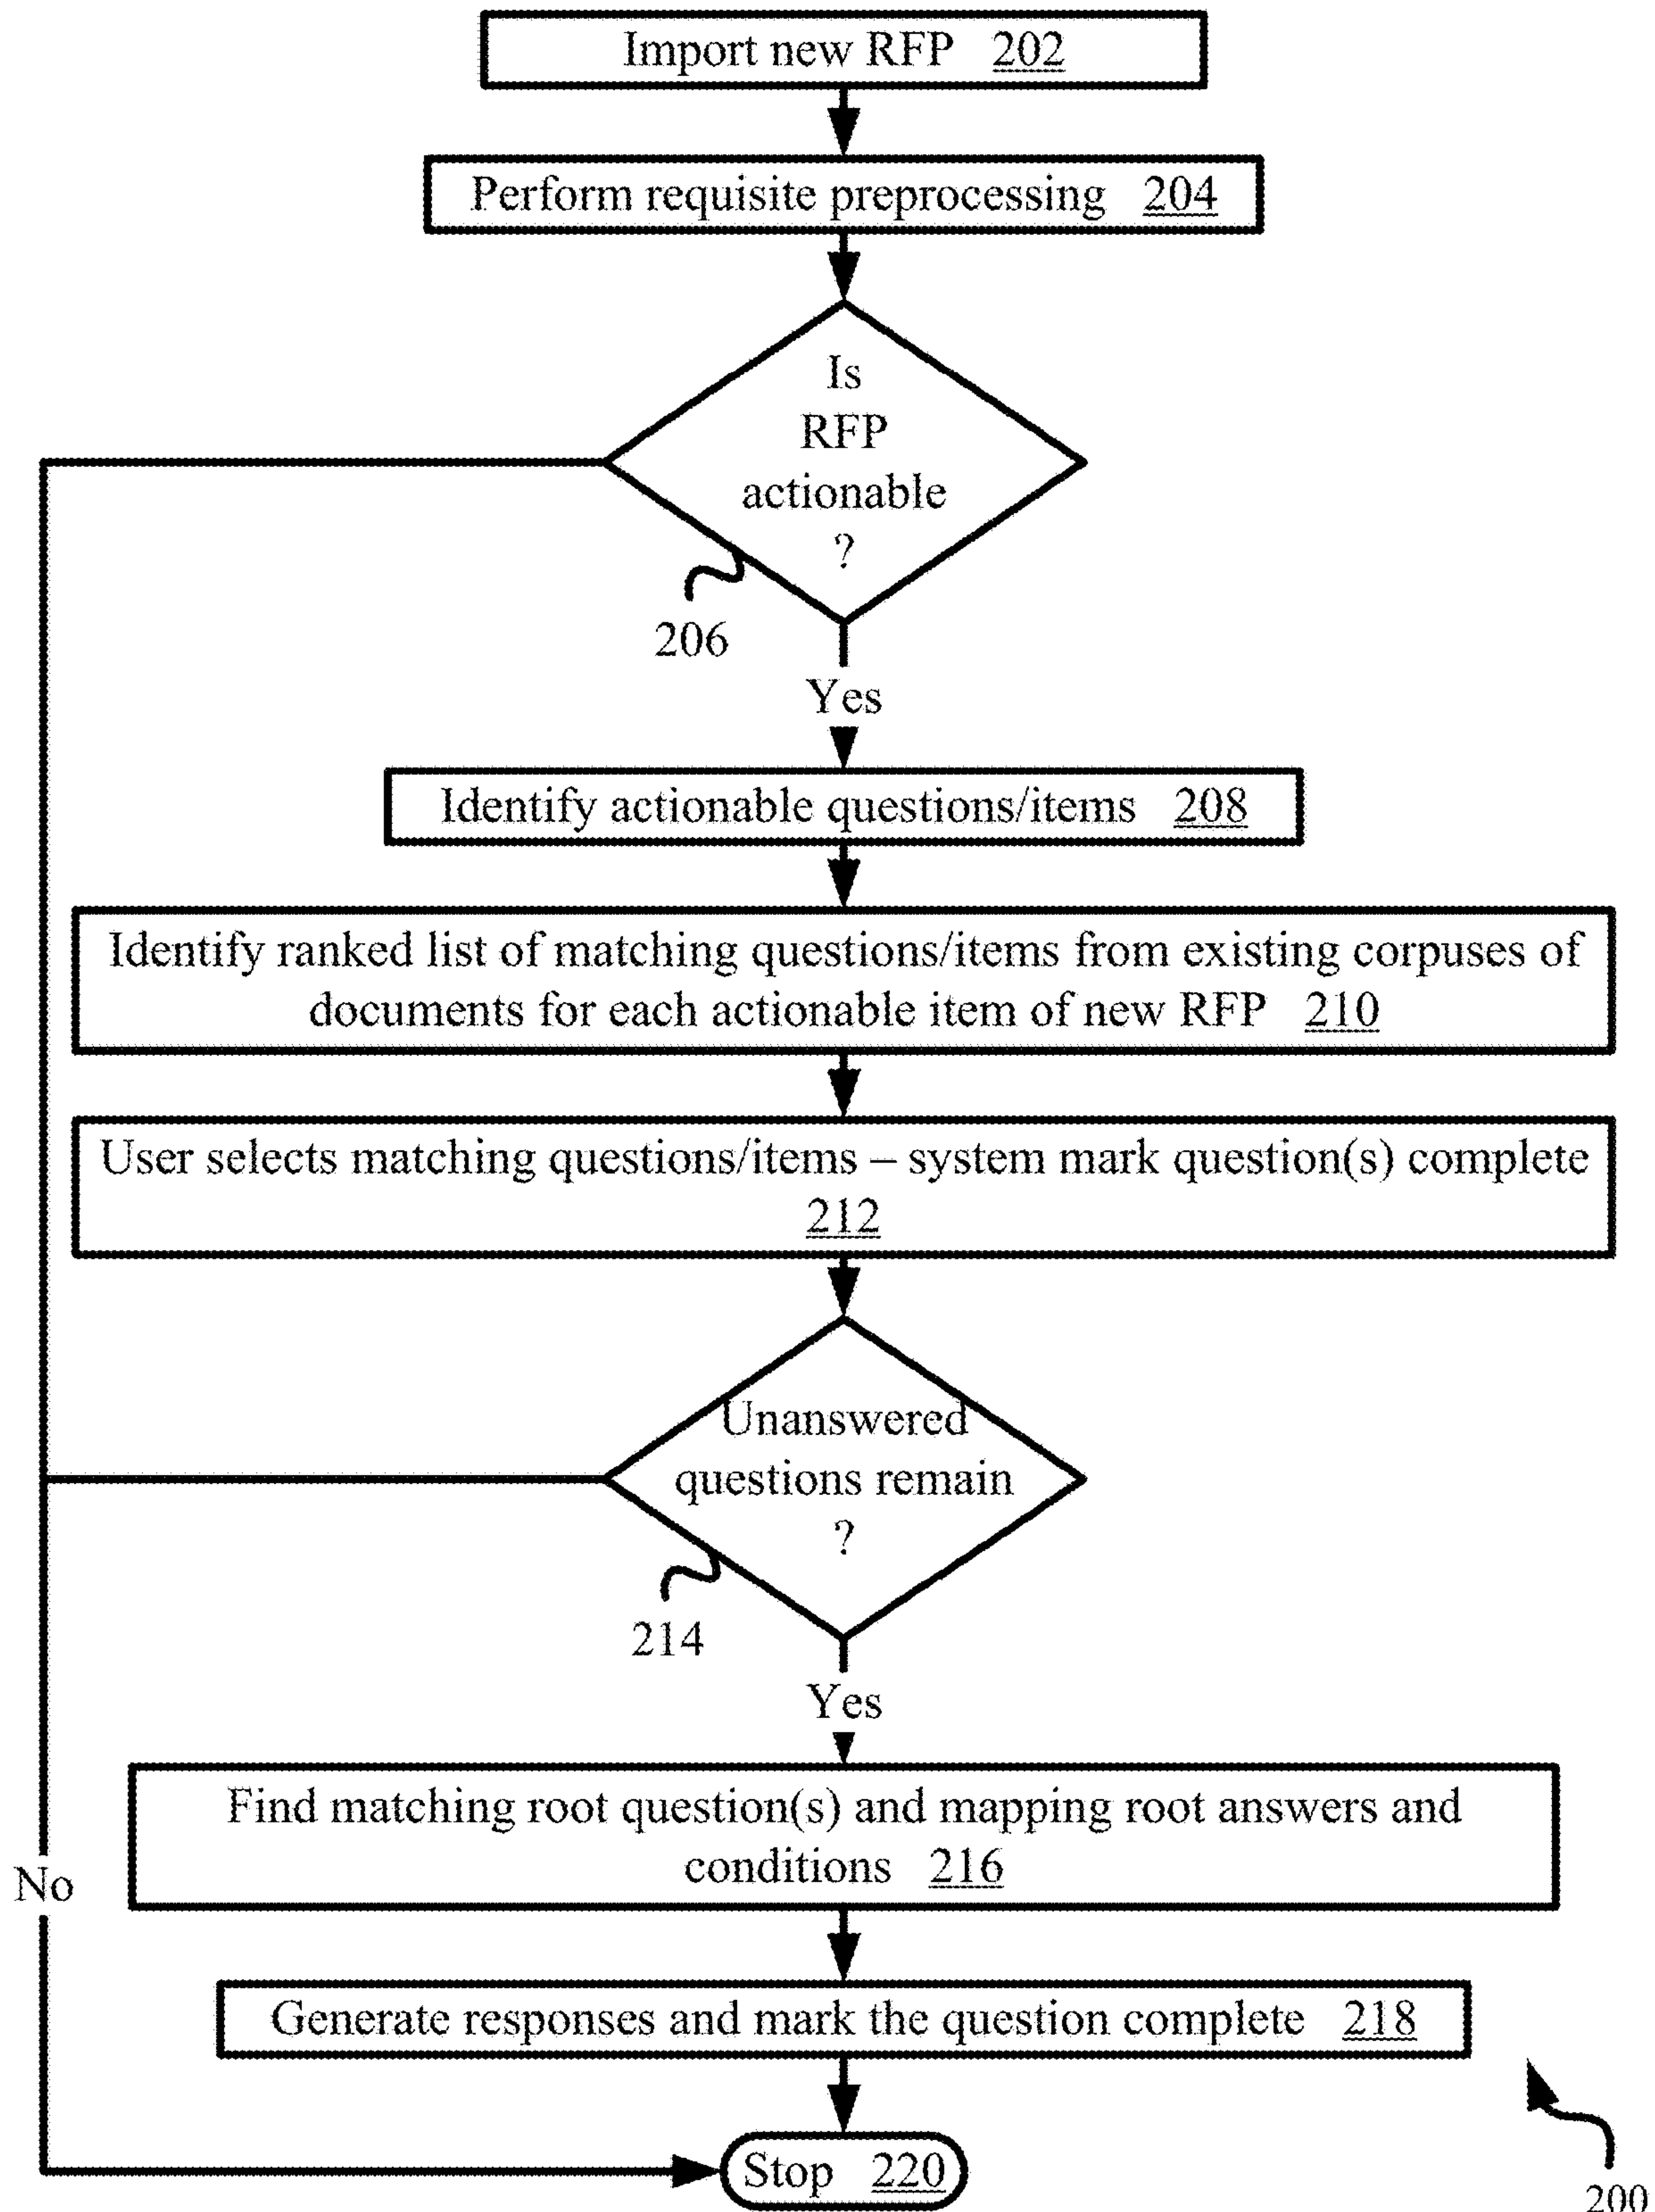 Import new RFP 202
Perform requisite preprocessing 204
Is
RFP
actionable
?
206
Yes
Identify actionable questions/items 208
Identify ranked list of matching questions/items from existing corpuses of
documents for each actionable item of new RFP 210
User selects matching questions/items – system mark question(s) complete
212
Unanswered
questions remain
?
214
Yes
Find matching root question(s) and mapping root answers and
conditions 216
No
Generate responses and mark the question complete 218
Stop 220
200